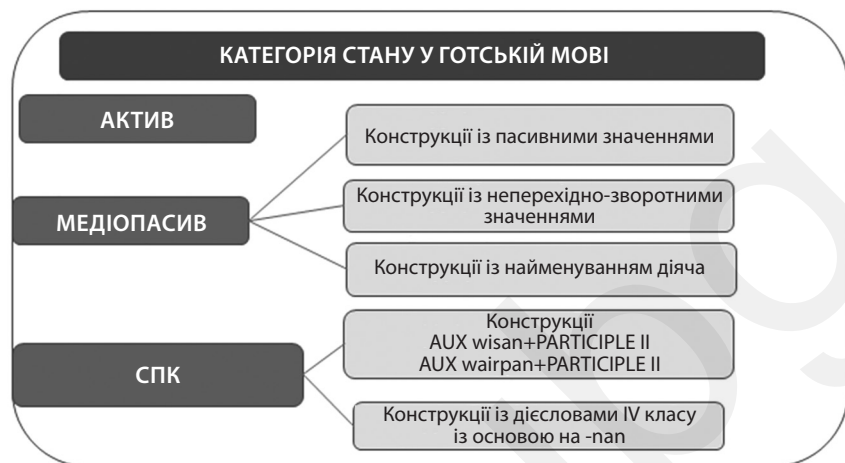 КАТЕГОРІЯ СТАНУ У ГОТСЬКІЙ МОВІ
АКТИВ
МЕДІОПАСИВ
Конструкції із пасивними значеннями
Конструкції із неперехідно-зворотними
значеннями
Конструкції із найменуванням діяча
СПК
Конструкції
AUX wisan+PARTICIPLE II
AUX wairpan+PARTICIPLE II
Конструкції із дієсловами IV класу
із основою на -nan